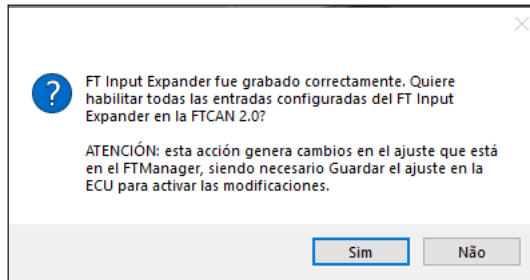 FT Input Expander fue grabado correctamente. Quiere
habilitar todas las entradas configuradas del FT Input
Expander en la FTCAN 2.0?
ATENCIÓN: esta acción genera cambios en el ajuste que está
en el FTManager, siendo necesario Guardar el ajuste en la
ECU para activar las modificaciones.
Sim
Não